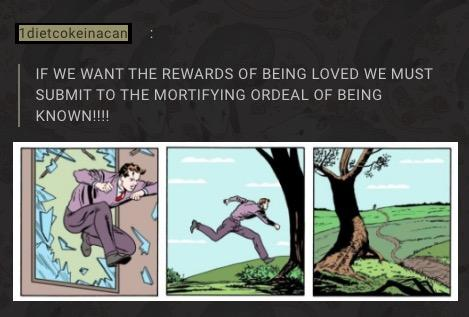 1dietcokeinacan :
IF WE WANT THE REWARDS OF BEING LOVED WE MUST
SUBMIT TO THE MORTIFYING ORDEAL OF BEING
KNOWN!!!!